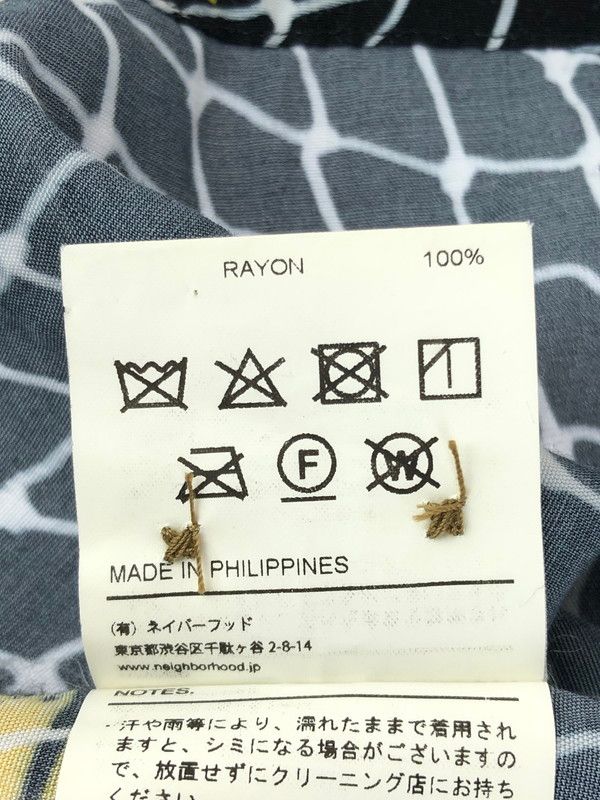 RAYON 100%
F W
MADE IN PHILIPPINES
(有) ネイバーフッド
東京都渋谷区千駄ヶ谷 2-8-14
www.neighborhood.jp
NOTES.
・汗や雨等により、濡れたままで着用され
ますと、シミになる場合がございますの
で、放置せずにクリーニング店にお持ち
ください。